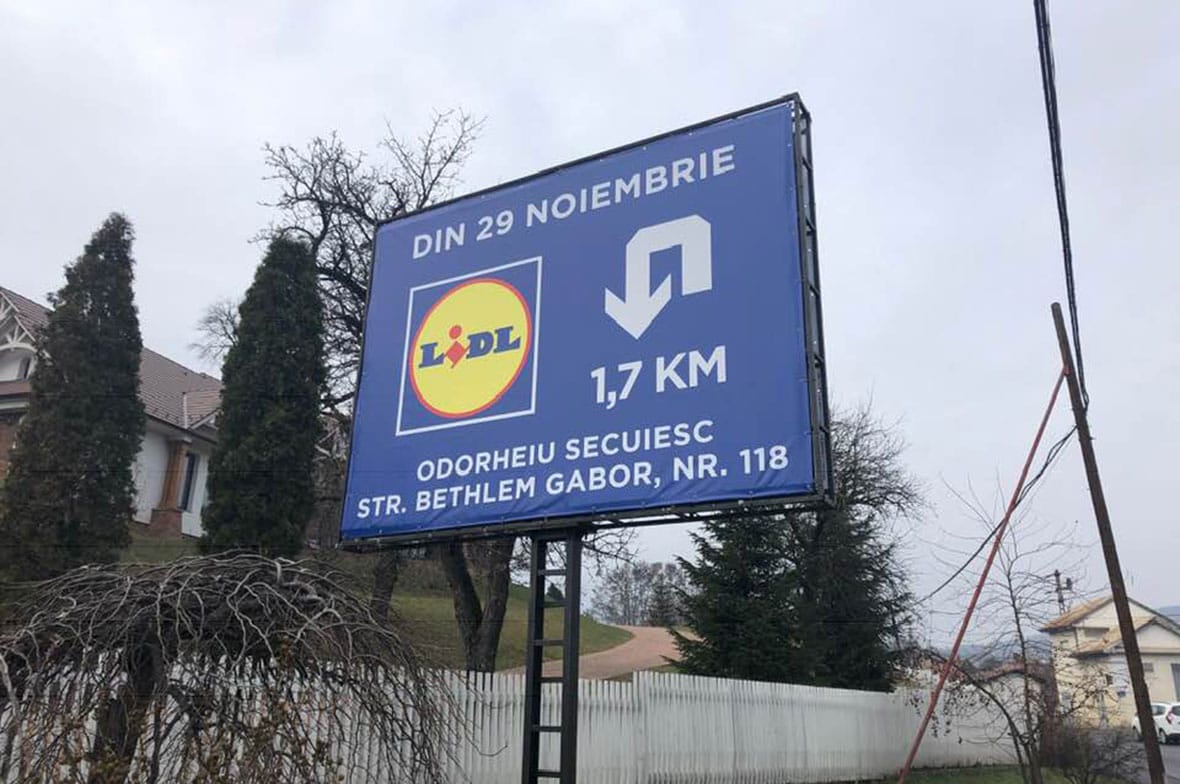 DIN 29 NOIEMBRIE
LiDL
1,7 KM
ODORHEIU SECUIESC
STR. BETHLEM GABOR, NR. 118